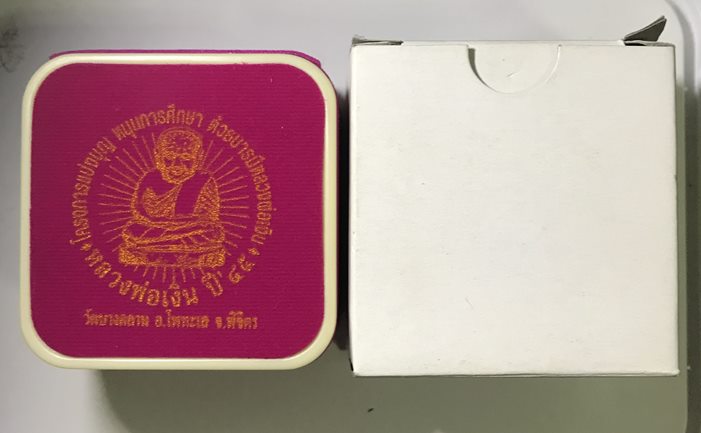 โครงการแบ่งบุญ หนุนการศึกษา ด้วยบารมีหลวงพ่อเงิน
หลวงพ่อเงิน ปี ๔๕
วัดบางคลาน อ.โพทะเล จ.พิจิตร